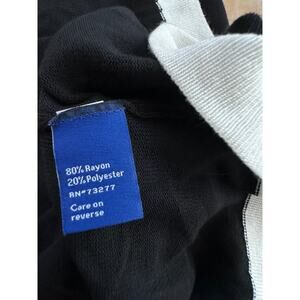 80% Rayon
20% Polyester
RN#73277
Care on
reverse